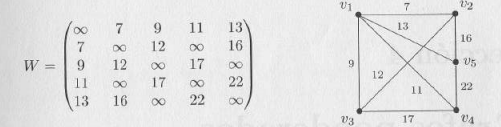 W = ( ∞ 7 9 11 13
7 ∞ 12 ∞ 16
9 12 ∞ 17 ∞
11 ∞ 17 ∞ 22
13 16 ∞ 22 ∞ )
v1 7 v2
13
16
9 v5
12 11 22
v3 17 v4